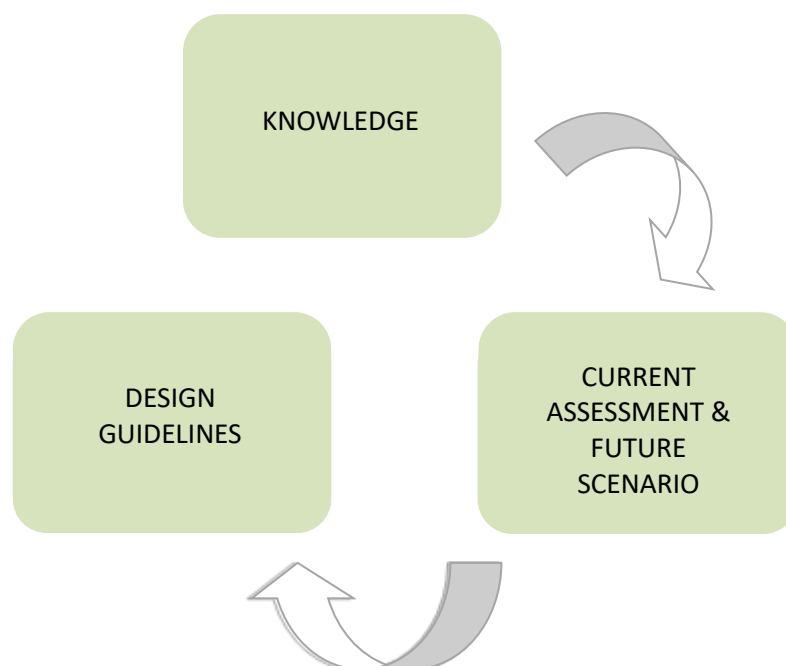 KNOWLEDGE
DESIGN
GUIDELINES
CURRENT
ASSESSMENT &
FUTURE
SCENARIO